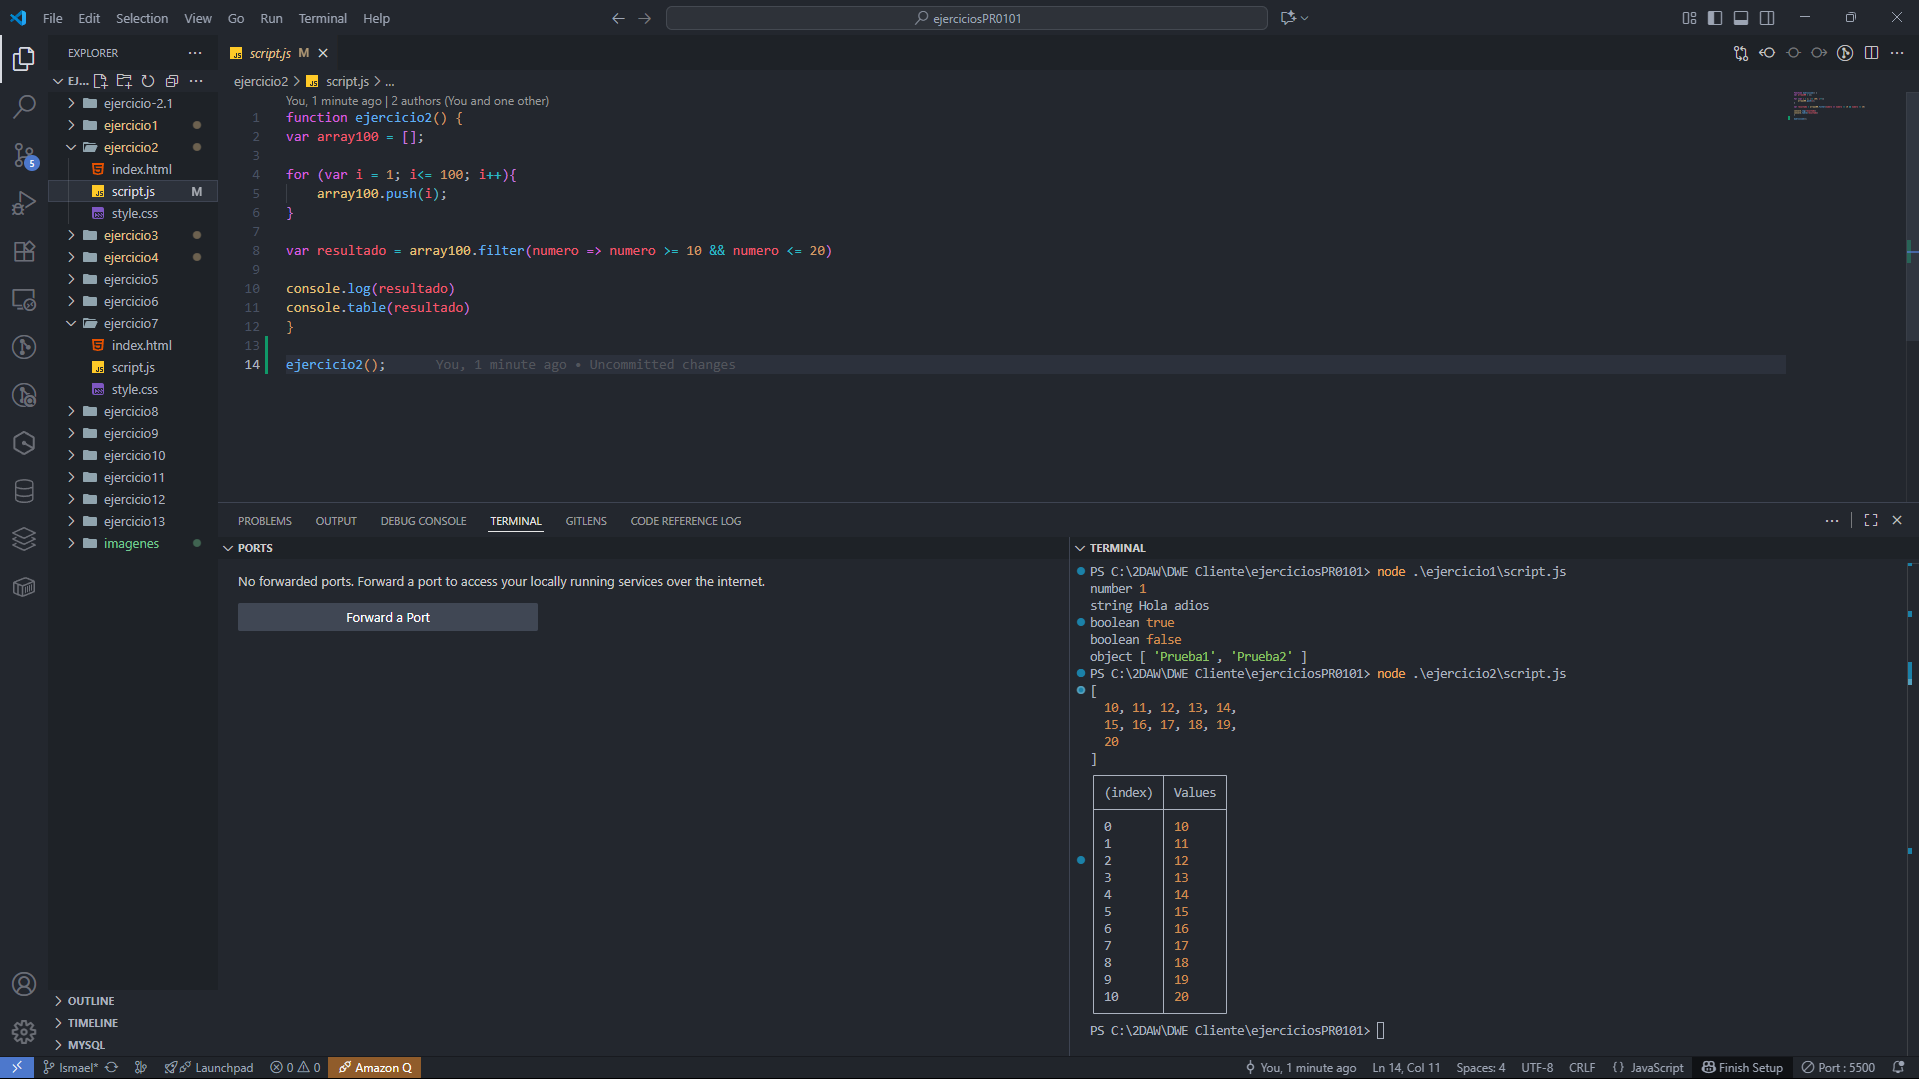 File Edit Selection View Go Run Terminal Help
ejerciciosPR0101
EXPLORER
EJ...
ejercicio-2.1
ejercicio1
ejercicio2
index.html
script.js M
style.css
ejercicio3
ejercicio4
ejercicio5
ejercicio6
ejercicio7
index.html
script.js
style.css
ejercicio8
ejercicio9
ejercicio10
ejercicio11
ejercicio12
ejercicio13
imagenes
OUTLINE
TIMELINE
MYSQL
5
script.js M
ejercicio2 > script.js > ...
You, 1 minute ago | 2 authors (You and one other)
1 function ejercicio2() {
2 var array100 = [];
3
4 for (var i = 1; i<= 100; i++){
5 array100.push(i);
6 }
7
8 var resultado = array100.filter(numero => numero >= 10 && numero <= 20)
9
10 console.log(resultado)
11 console.table(resultado)
12 }
13
14 ejercicio2(); You, 1 minute ago • Uncommitted changes
PROBLEMS OUTPUT DEBUG CONSOLE TERMINAL GITLENS CODE REFERENCE LOG
PORTS
No forwarded ports. Forward a port to access your locally running services over the internet.
Forward a Port
TERMINAL
PS C:\2DAW\DWE Cliente\ejerciciosPR0101> node .\ejercicio1\script.js
number 1
string Hola adios
boolean true
boolean false
object [ 'Prueba1', 'Prueba2' ]
PS C:\2DAW\DWE Cliente\ejerciciosPR0101> node .\ejercicio2\script.js
[
10, 11, 12, 13, 14,
15, 16, 17, 18, 19,
20
]
(index) Values
0 10
1 11
2 12
3 13
4 14
5 15
6 16
7 17
8 18
9 19
10 20
PS C:\2DAW\DWE Cliente\ejerciciosPR0101>
Ismael* Launchpad 0 0 Amazon Q You, 1 minute ago Ln 14, Col 11 Spaces: 4 UTF-8 CRLF {} JavaScript Finish Setup Port : 5500